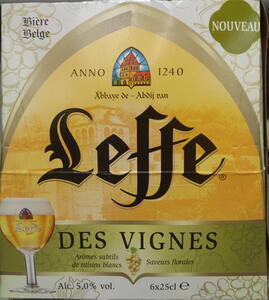 Bière
Belge
NOUVEAU
ANNO 1240
Abbaye de - Abdij van
Leffe®
DES VIGNES
Arômes subtils
de raisins blancs
Saveurs florales
Alc. 5,0% vol.
6x25cl e